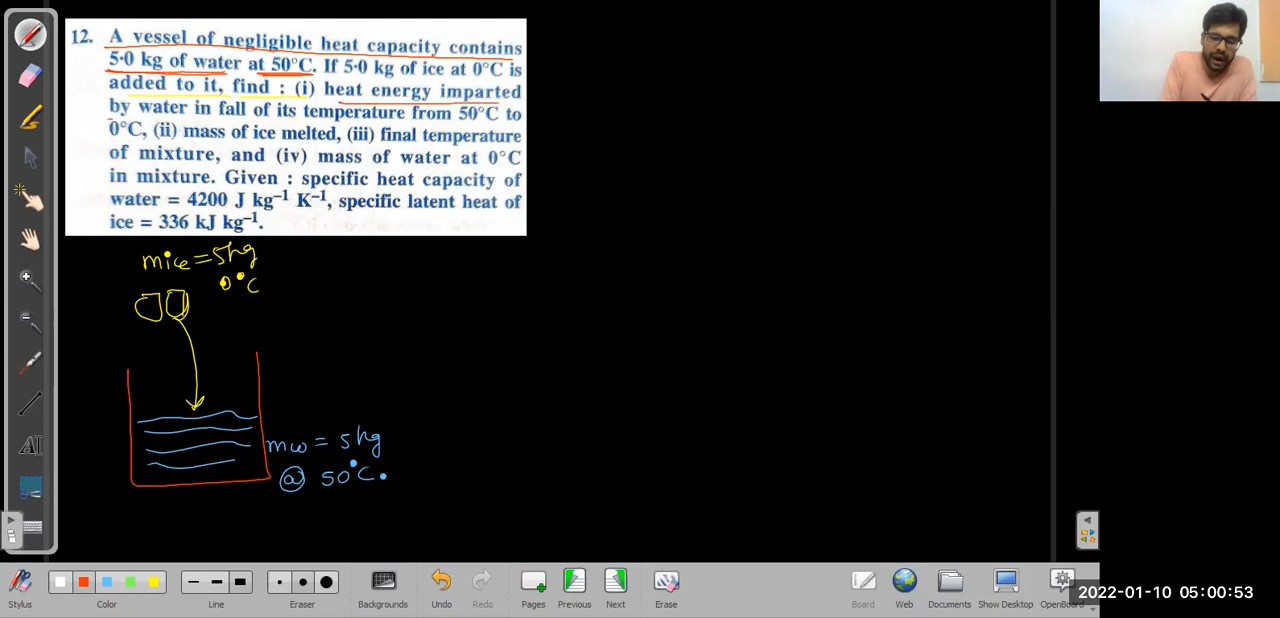 12. A vessel of negligible heat capacity contains
5·0 kg of water at 50°C. If 5·0 kg of ice at 0°C is
added to it, find : (i) heat energy imparted
by water in fall of its temperature from 50°C to
0°C, (ii) mass of ice melted, (iii) final temperature
of mixture, and (iv) mass of water at 0°C
in mixture. Given : specific heat capacity of
water = 4200 J kg⁻¹ K⁻¹, specific latent heat of
ice = 336 kJ kg⁻¹.
mice = 5kg
0°C
mw = 5kg
@ 50°C.
AI
Stylus
Color
Line
Eraser
Backgrounds
Undo
Redo
Pages
Previous
Next
Erase
Board
Web
Documents
Show Desktop
OpenBoard
2022-01-10 05:00:53